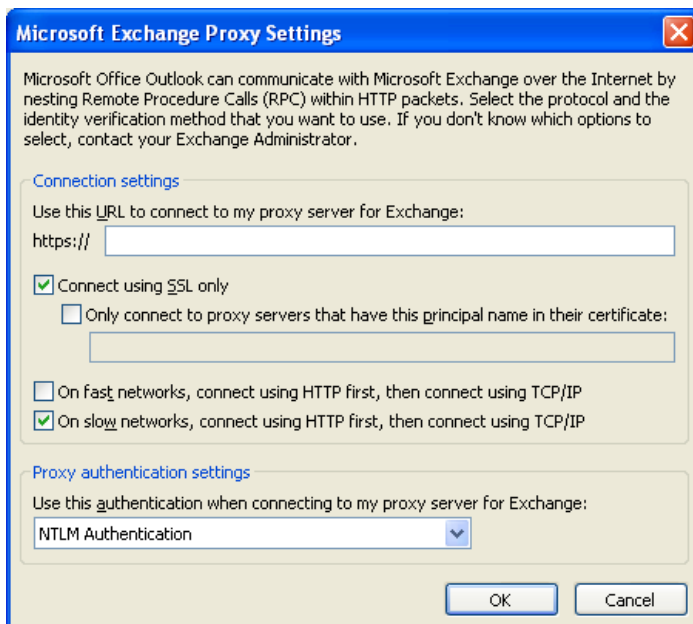 Microsoft Exchange Proxy Settings
Microsoft Office Outlook can communicate with Microsoft Exchange over the Internet by
nesting Remote Procedure Calls (RPC) within HTTP packets. Select the protocol and the
identity verification method that you want to use. If you don't know which options to
select, contact your Exchange Administrator.
Connection settings
Use this URL to connect to my proxy server for Exchange:
https://
Connect using SSL only
Only connect to proxy servers that have this principal name in their certificate:
On fast networks, connect using HTTP first, then connect using TCP/IP
On slow networks, connect using HTTP first, then connect using TCP/IP
Proxy authentication settings
Use this authentication when connecting to my proxy server for Exchange:
NTLM Authentication
OK Cancel